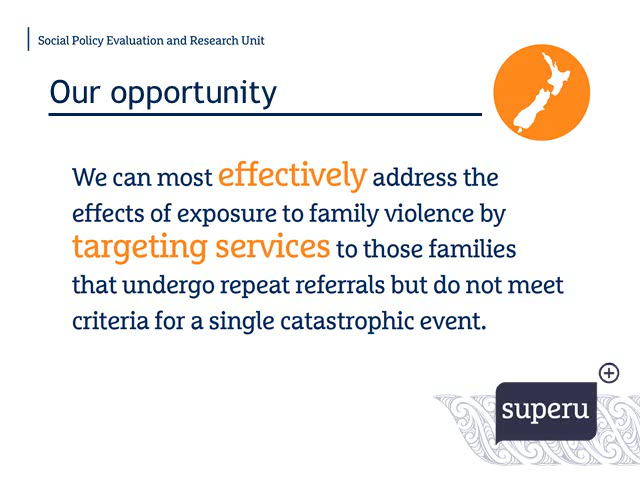 Social Policy Evaluation and Research Unit
Our opportunity
We can most effectively address the
effects of exposure to family violence by
targeting services to those families
that undergo repeat referrals but do not meet
criteria for a single catastrophic event.
superu